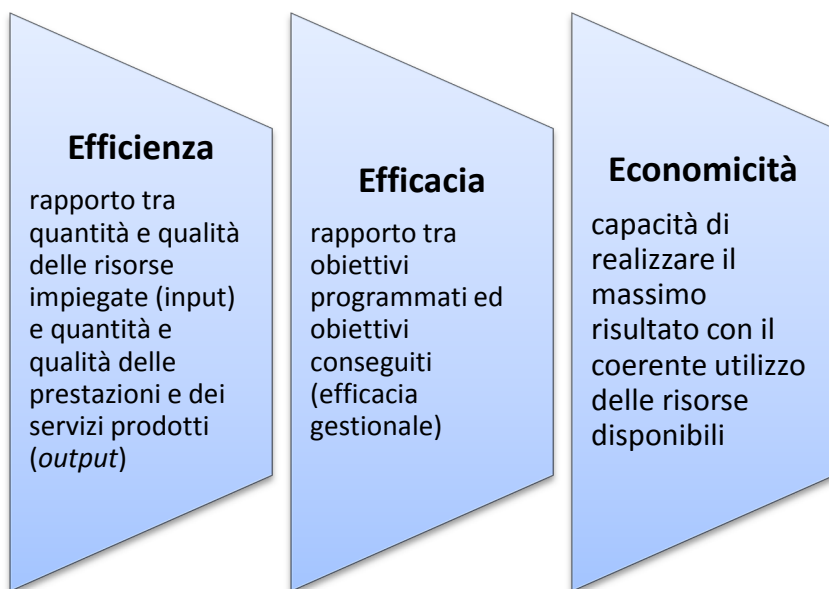 Efficienza
rapporto tra
quantità e qualità
delle risorse
impiegate (input)
e quantità e
qualità delle
prestazioni e dei
servizi prodotti
(output)
Efficacia
rapporto tra
obiettivi
programmati ed
obiettivi
conseguiti
(efficacia
gestionale)
Economicità
capacità di
realizzare il
massimo
risultato con il
coerente utilizzo
delle risorse
disponibili